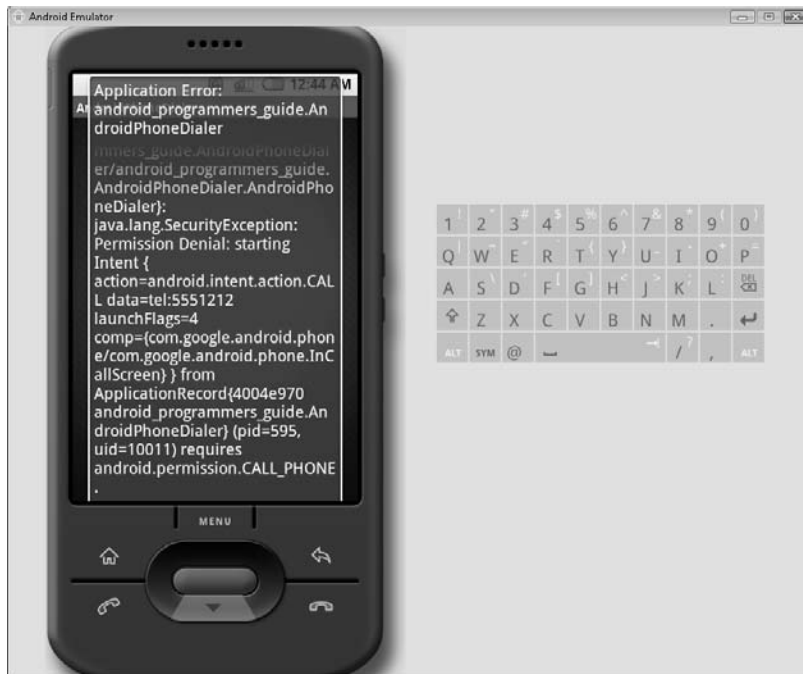 Android Emulator
12:44 AM
Application Error:
android_programmers_guide.An
droidPhoneDialer
mmers_guide.AndroidPhoneDial
er/android_programmers_guide.
AndroidPhoneDialer.AndroidPho
neDialer}:
java.lang.SecurityException:
Permission Denial: starting
Intent {
action=android.intent.action.CAL
L data=tel:5551212
launchFlags=4
comp={com.google.android.phon
e/com.google.android.phone.InC
allScreen} } from
ApplicationRecord{4004e970
android_programmers_guide.An
droidPhoneDialer} (pid=595,
uid=10011) requires
android.permission.CALL_PHONE
.
MENU
1 ! 2 3 # 4 $ 5 % 6 ^ 7 & 8 * 9 ( 0 )
Q W E R T { Y } U - I O + P =
A S \ D F [ G ] H < J > K ; L : DEL
Z X C V B N M .
ALT SYM @ / ? , ALT